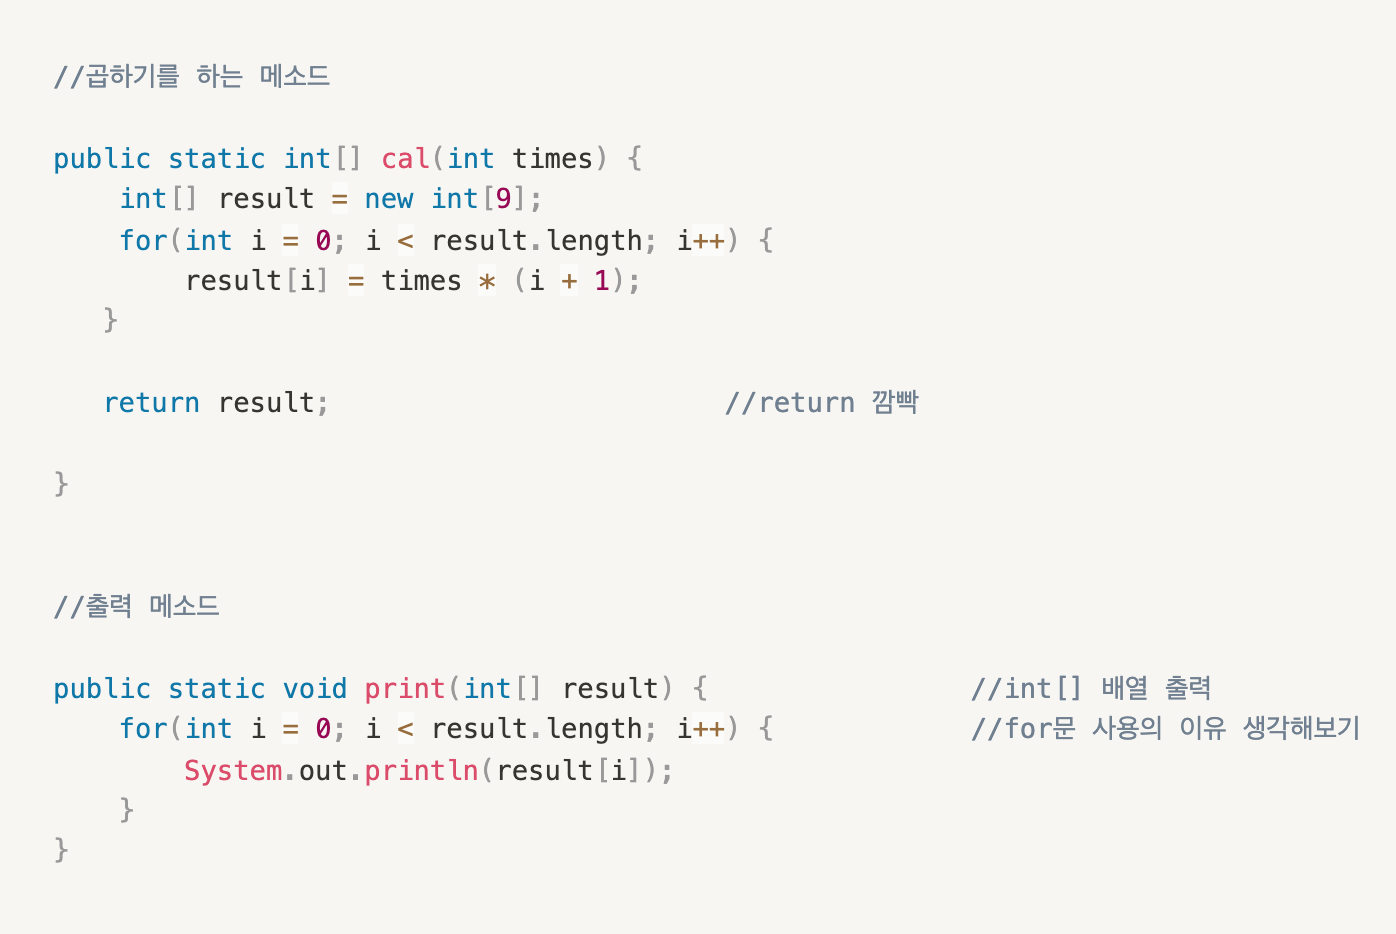 //곱하기를 하는 메소드
public static int[] cal(int times) {
int[] result = new int[9];
for(int i = 0; i < result.length; i++) {
result[i] = times * (i + 1);
}
return result; //return 깜빡
}
//출력 메소드
public static void print(int[] result) { //int[] 배열 출력
for(int i = 0; i < result.length; i++) { //for문 사용의 이유 생각해보기
System.out.println(result[i]);
}
}